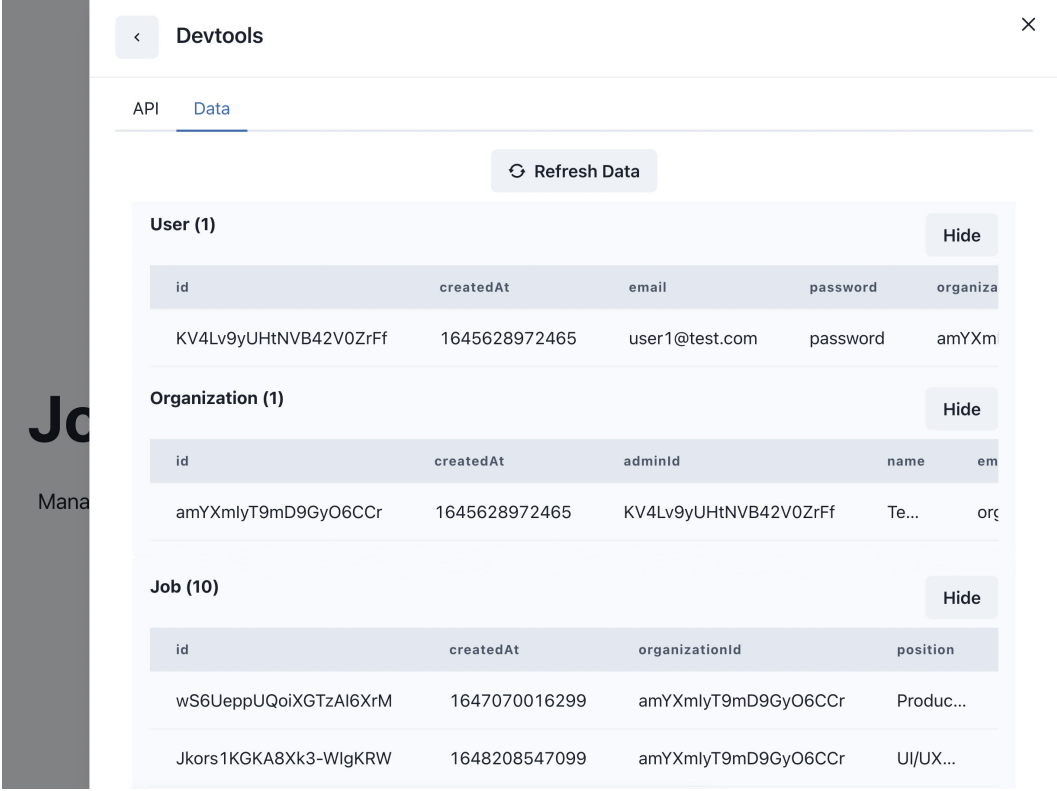 Devtools
API Data
Refresh Data
User (1)
Hide
id createdAt email password organiza
KV4Lv9yUHtNVB42V0ZrFf 1645628972465 user1@test.com password amYXml
Organization (1)
Hide
id createdAt adminId name em
amYXmlyT9mD9GyO6CCr 1645628972465 KV4Lv9yUHtNVB42V0ZrFf Te... org
Job (10)
Hide
id createdAt organizationId position
wS6UeppUQoiXGTzAI6XrM 1647070016299 amYXmlyT9mD9GyO6CCr Produc...
Jkors1KGKA8Xk3-WIgKRW 1648208547099 amYXmlyT9mD9GyO6CCr UI/UX...
Jo
Mana